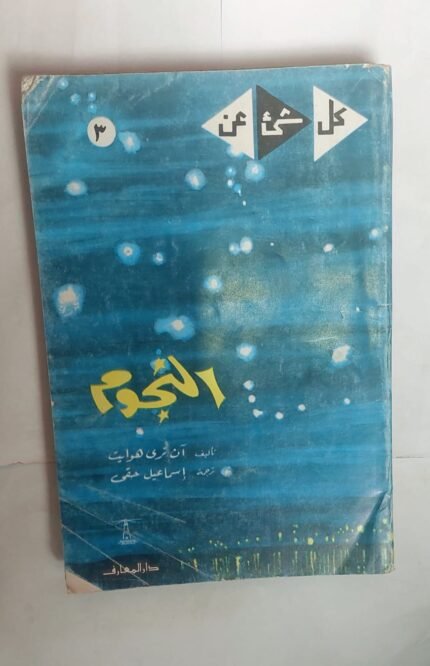 كل شئ عن
٣
النجوم
تأليف آن تري هوايت
ترجمة إسماعيل حقي
دار المعارف